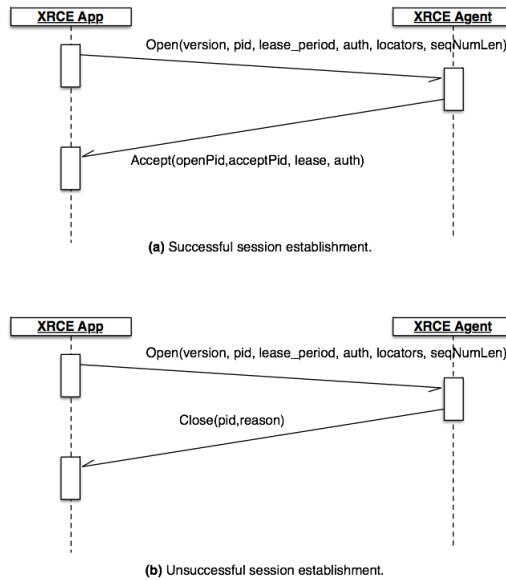 XRCE App
XRCE Agent
Open(version, pid, lease_period, auth, locators, seqNumLen)
Accept(openPid,acceptPid, lease, auth)
(a) Successful session establishment.
XRCE App
XRCE Agent
Open(version, pid, lease_period, auth, locators, seqNumLen)
Close(pid,reason)
(b) Unsuccessful session establishment.